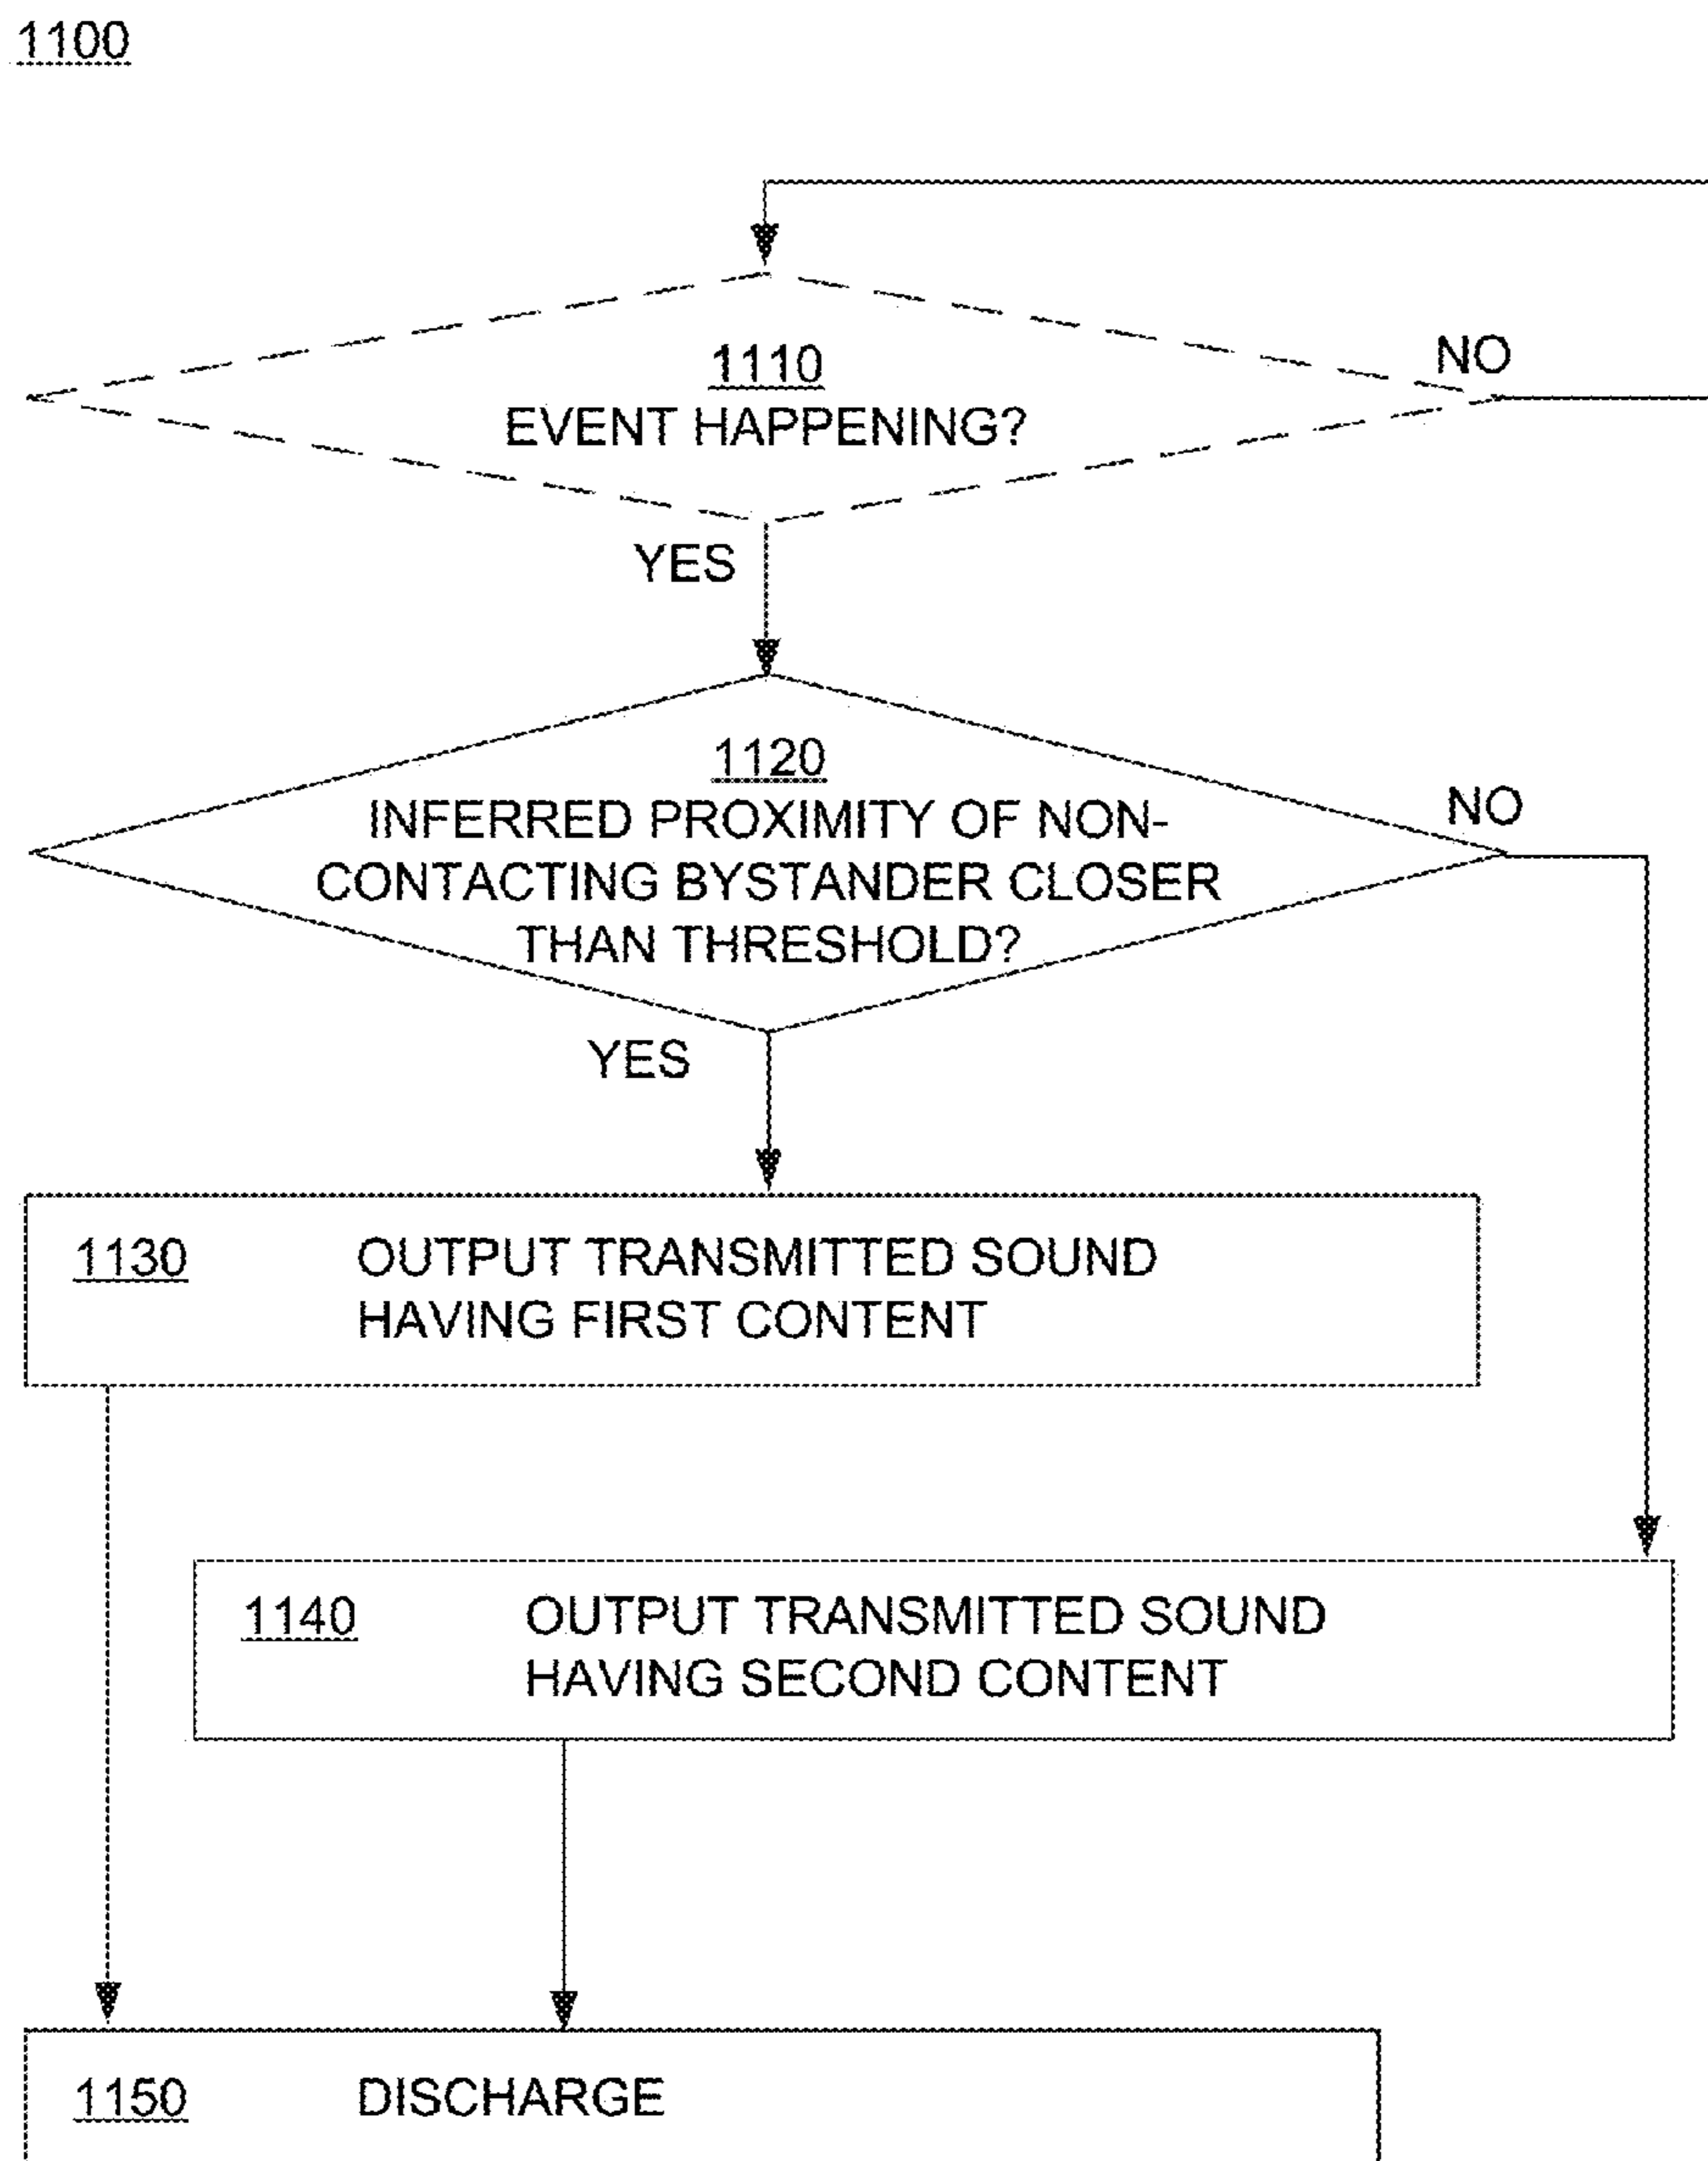 1100
1110
EVENT HAPPENING?
NO
YES
1120
INFERRED PROXIMITY OF NON-
CONTACTING BYSTANDER CLOSER
THAN THRESHOLD?
NO
YES
1130 OUTPUT TRANSMITTED SOUND
HAVING FIRST CONTENT
1140 OUTPUT TRANSMITTED SOUND
HAVING SECOND CONTENT
1150 DISCHARGE